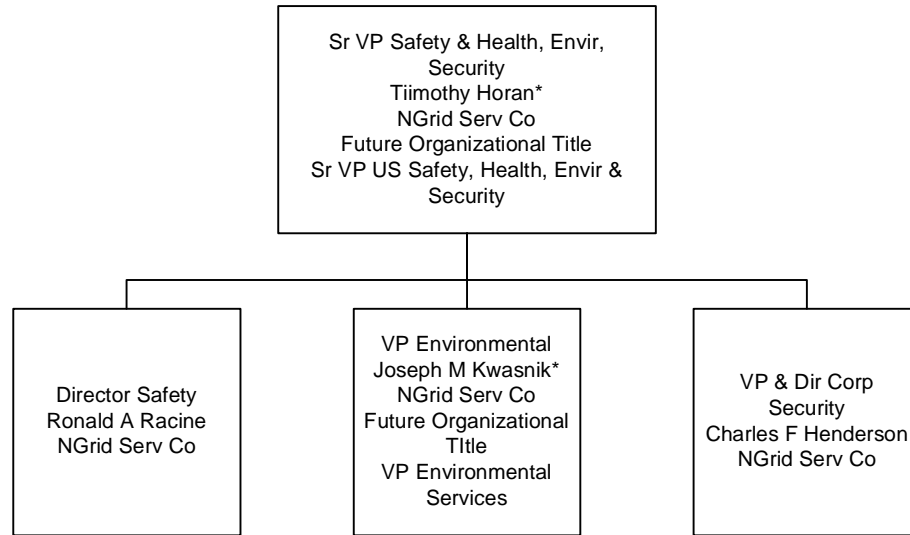 Sr VP Safety & Health, Envir,
Security
Tiimothy Horan*
NGrid Serv Co
Future Organizational Title
Sr VP US Safety, Health, Envir &
Security
Director Safety
Ronald A Racine
NGrid Serv Co
VP Environmental
Joseph M Kwasnik*
NGrid Serv Co
Future Organizational
TItle
VP Environmental
Services
VP & Dir Corp
Security
Charles F Henderson
NGrid Serv Co